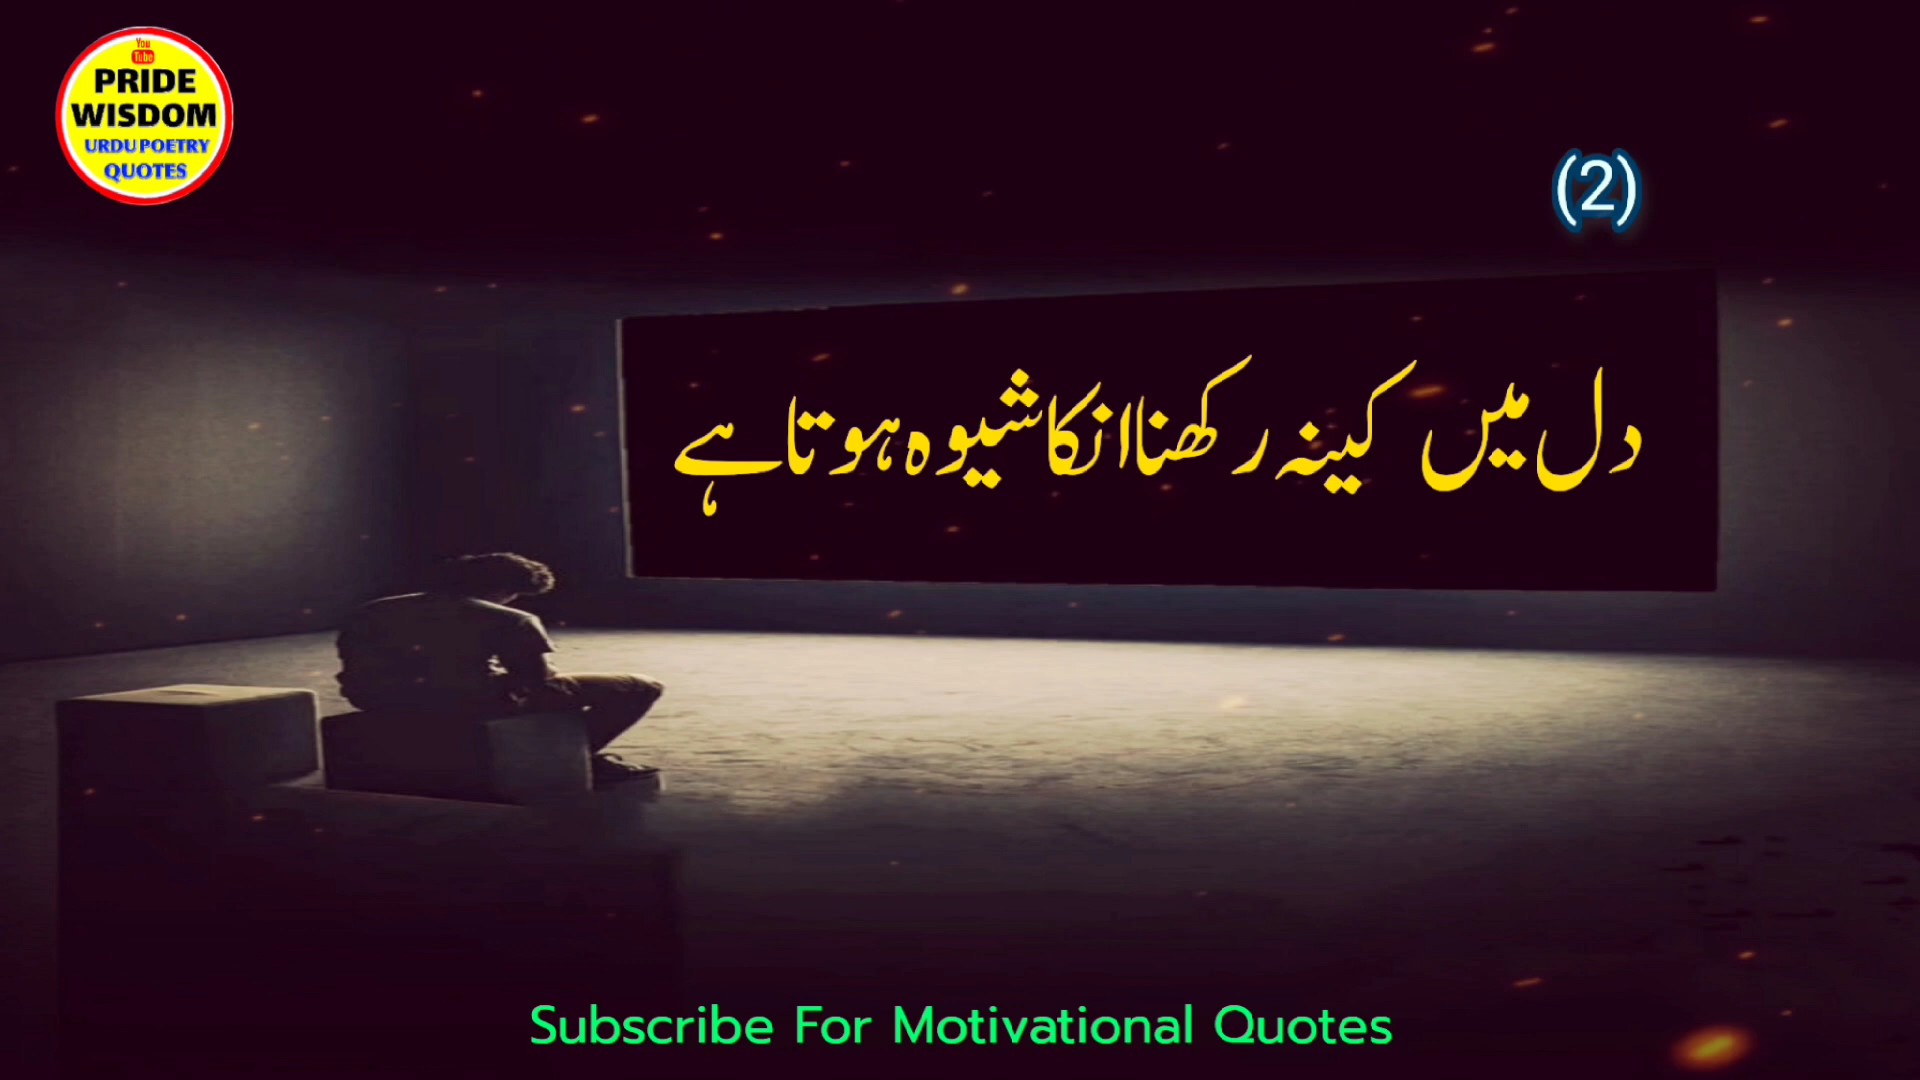 You
Tube
PRIDE
WISDOM
URDU POETRY
QUOTES
(2)
دل میں کینہ رکھنا انکا شیوہ ہوتا ہے
Subscribe For Motivational Quotes